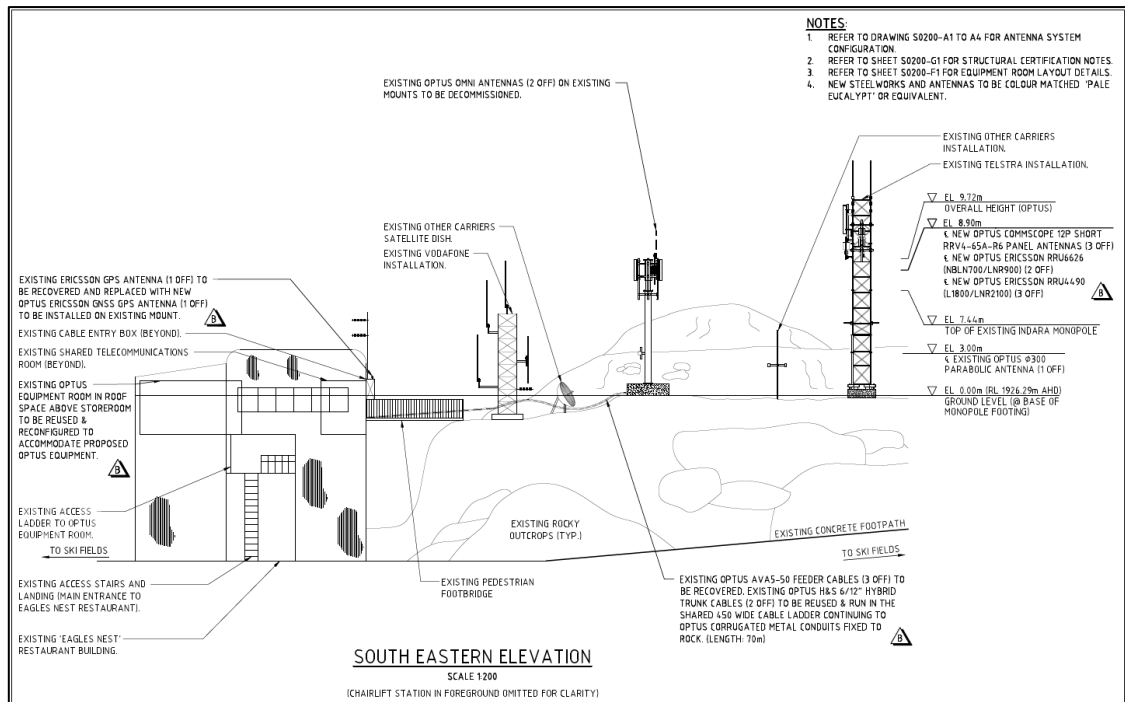 NOTES:
1. REFER TO DRAWING S0200-A1 TO A4 FOR ANTENNA SYSTEM
CONFIGURATION.
2. REFER TO SHEET S0200-G1 FOR STRUCTURAL CERTIFICATION NOTES.
3. REFER TO SHEET S0200-F1 FOR EQUIPMENT ROOM LAYOUT DETAILS.
4. NEW STEELWORKS AND ANTENNAS TO BE COLOUR MATCHED 'PALE
EUCALYPT' OR EQUIVALENT.
EXISTING OPTUS OMNI ANTENNAS (2 OFF) ON EXISTING
MOUNTS TO BE DECOMMISSIONED.
EXISTING OTHER CARRIERS
INSTALLATION.
EXISTING TELSTRA INSTALLATION.
EL 9.72m
OVERALL HEIGHT (OPTUS)
EL 8.90m
℄ NEW OPTUS COMMSCOPE 12P SHORT
RRV4-65A-R6 PANEL ANTENNAS (3 OFF)
℄ NEW OPTUS ERICSSON RRU6626
(NBLN700/LNR900) (2 OFF)
℄ NEW OPTUS ERICSSON RRU4490
(L1800/LNR2100) (3 OFF)
B
EL 7.44m
TOP OF EXISTING INDARA MONOPOLE
EL 3.00m
℄ EXISTING OPTUS Ø300
PARABOLIC ANTENNA (1 OFF)
EL 0.00m (RL 1926.29m AHD)
GROUND LEVEL (@ BASE OF
MONOPOLE FOOTING)
EXISTING OTHER CARRIERS
SATELLITE DISH.
EXISTING VODAFONE
INSTALLATION.
EXISTING ERICSSON GPS ANTENNA (1 OFF) TO
BE RECOVERED AND REPLACED WITH NEW
OPTUS ERICSSON GNSS GPS ANTENNA (1 OFF)
TO BE INSTALLED ON EXISTING MOUNT.
B
EXISTING CABLE ENTRY BOX (BEYOND).
EXISTING SHARED TELECOMMUNICATIONS
ROOM (BEYOND).
EXISTING OPTUS
EQUIPMENT ROOM IN ROOF
SPACE ABOVE STOREROOM
TO BE REUSED &
RECONFIGURED TO
ACCOMMODATE PROPOSED
OPTUS EQUIPMENT.
B
EXISTING ACCESS
LADDER TO OPTUS
EQUIPMENT ROOM.
TO SKI FIELDS
EXISTING ACCESS STAIRS AND
LANDING (MAIN ENTRANCE TO
EAGLES NEST RESTAURANT).
EXISTING 'EAGLES NEST'
RESTAURANT BUILDING.
EXISTING PEDESTRIAN
FOOTBRIDGE
EXISTING ROCKY
OUTCROPS (TYP.)
EXISTING CONCRETE FOOTPATH
TO SKI FIELDS
EXISTING OPTUS AVA5-50 FEEDER CABLES (3 OFF) TO
BE RECOVERED. EXISTING OPTUS H&S 6/12" HYBRID
TRUNK CABLES (2 OFF) TO BE REUSED & RUN IN THE
SHARED 450 WIDE CABLE LADDER CONTINUING TO
OPTUS CORRUGATED METAL CONDUITS FIXED TO
ROCK. (LENGTH: 70m)
B
SOUTH EASTERN ELEVATION
SCALE 1:200
(CHAIRLIFT STATION IN FOREGROUND OMITTED FOR CLARITY)